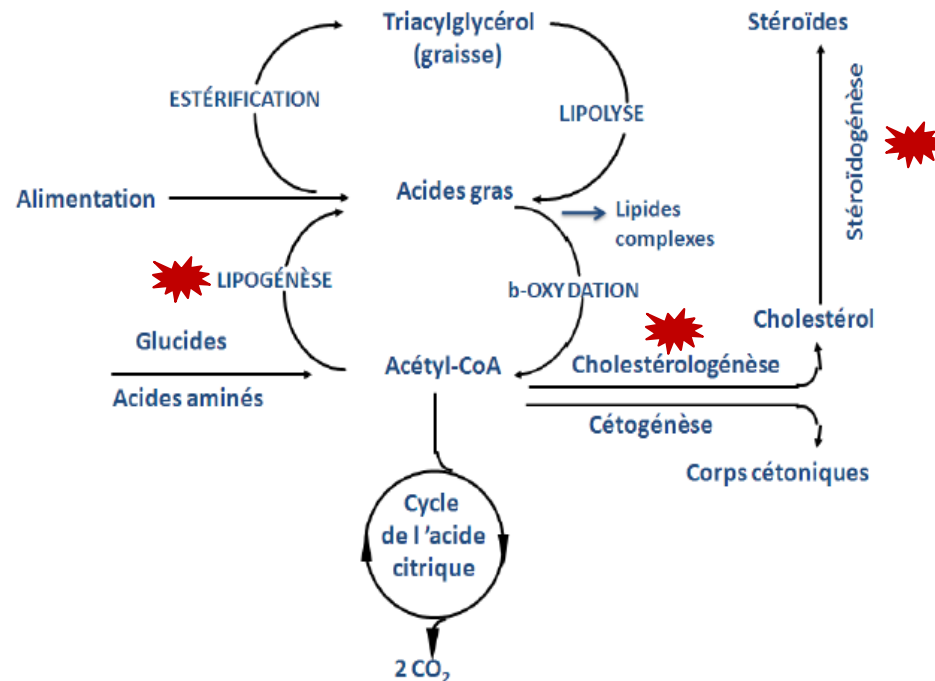 Triacylglycérol
(graisse)
Stéroïdes
ESTÉRIFICATION
LIPOLYSE
Stéroïdogénèse
Alimentation
Acides gras
Lipides
complexes
LIPOGÉNÈSE
b-OXYDATION
Glucides
Acides aminés
Acétyl-CoA
Cholestérol
Cholestérologénèse
Cétogénèse
Corps cétoniques
Cycle
de l 'acide
citrique
2 CO₂